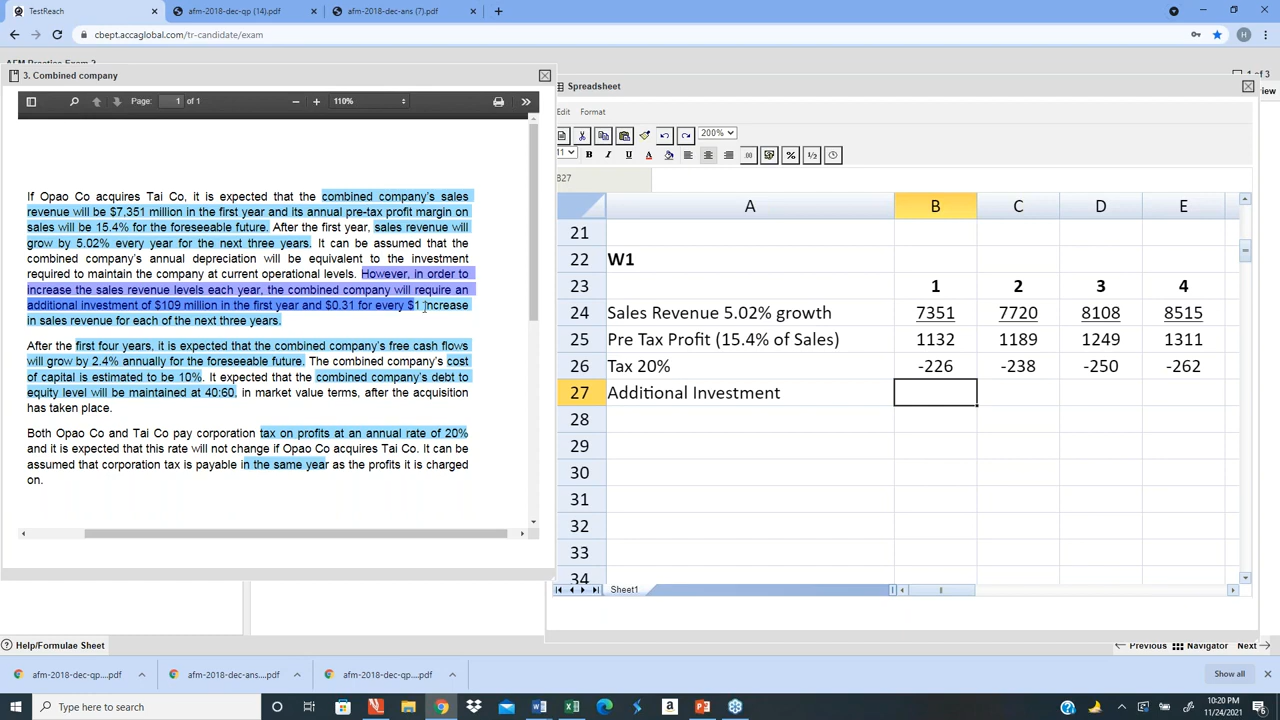 TestReach
afm-2018-dec-qp (14).pdf
afm-2018-dec-ans (7).pdf
cbept.accaglobal.com/tr-candidate/exam
H
1 of 3
3. Combined company
Page: 1 of 1
110%
If Opao Co acquires Tai Co, it is expected that the combined company's sales
revenue will be $7,351 million in the first year and its annual pre-tax profit margin on
sales will be 15.4% for the foreseeable future. After the first year, sales revenue will
grow by 5.02% every year for the next three years. It can be assumed that the
combined company's annual depreciation will be equivalent to the investment
required to maintain the company at current operational levels. However, in order to
increase the sales revenue levels each year, the combined company will require an
additional investment of $109 million in the first year and $0.31 for every $1 increase
in sales revenue for each of the next three years.
After the first four years, it is expected that the combined company's free cash flows
will grow by 2.4% annually for the foreseeable future. The combined company's cost
of capital is estimated to be 10%. It expected that the combined company's debt to
equity level will be maintained at 40:60, in market value terms, after the acquisition
has taken place.
Both Opao Co and Tai Co pay corporation tax on profits at an annual rate of 20%
and it is expected that this rate will not change if Opao Co acquires Tai Co. It can be
assumed that corporation tax is payable in the same year as the profits it is charged
on.
Spreadsheet
Edit Format
200%
11 B I U A .00 % 1/2
B27
A B C D E
21
22 W1
23 1 2 3 4
24 Sales Revenue 5.02% growth 7351 7720 8108 8515
25 Pre Tax Profit (15.4% of Sales) 1132 1189 1249 1311
26 Tax 20% -226 -238 -250 -262
27 Additional Investment
28
29
30
31
32
33
34
Sheet1
view
Help/Formulae Sheet
Previous Navigator Next
afm-2018-dec-qp....pdf
afm-2018-dec-ans....pdf
afm-2018-dec-qp....pdf
Show all
Type here to search
10:20 PM
11/24/2021